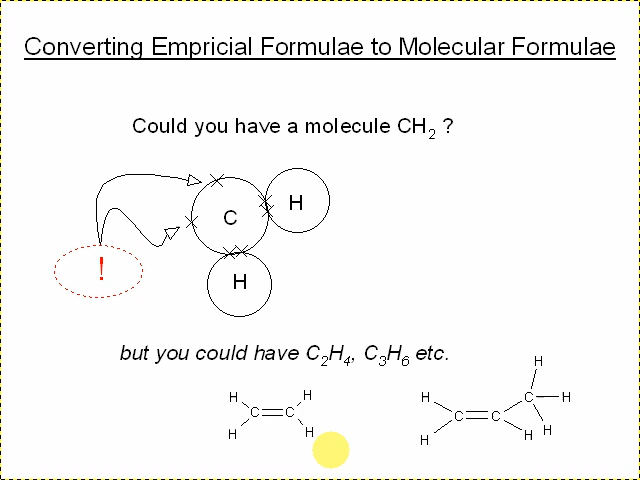 Converting Empricial Formulae to Molecular Formulae
Could you have a molecule CH₂ ?
H
C
!
H
but you could have C₂H₄, C₃H₆ etc.
H
H H H C H
C C C C
H H H H H